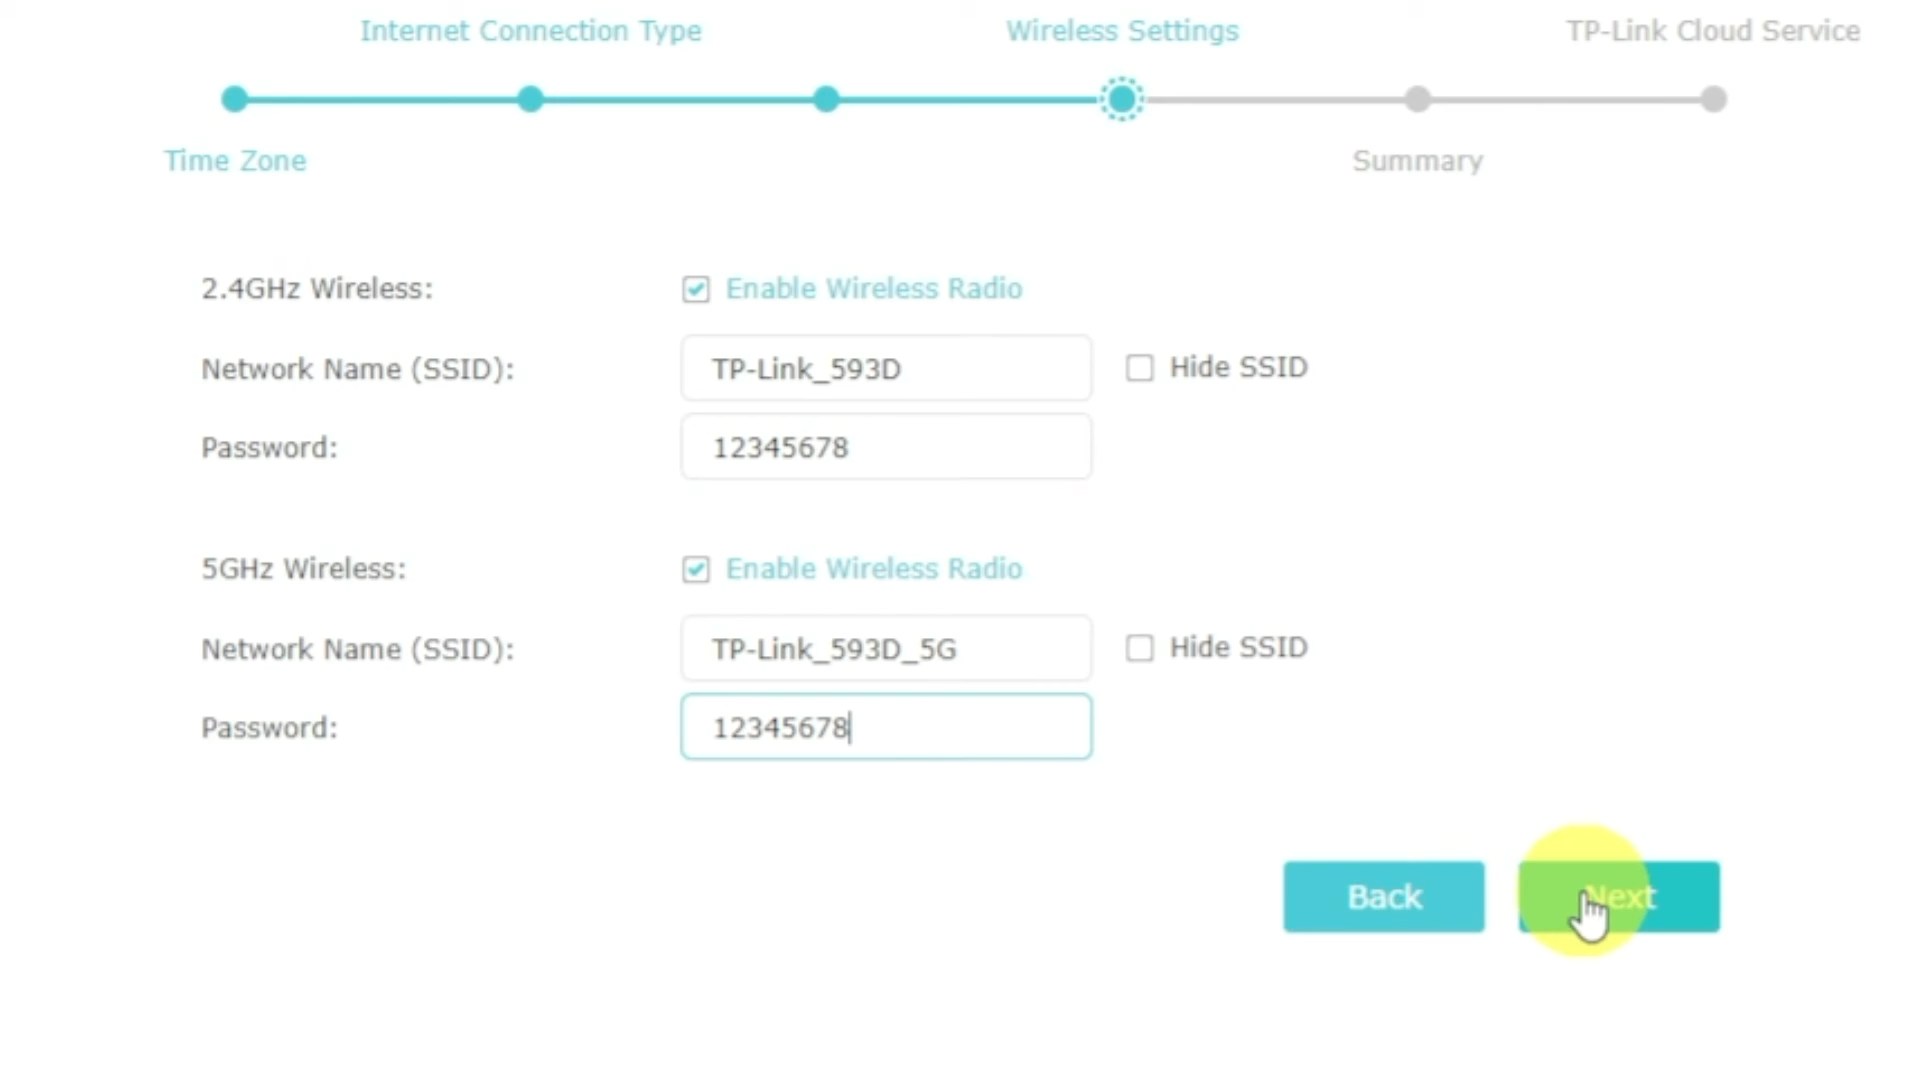 Internet Connection Type
Wireless Settings
TP-Link Cloud Service
Time Zone
Summary
2.4GHz Wireless:
Enable Wireless Radio
Network Name (SSID):
TP-Link_593D
Hide SSID
Password:
12345678
5GHz Wireless:
Enable Wireless Radio
Network Name (SSID):
TP-Link_593D_5G
Hide SSID
Password:
12345678
Back
Next